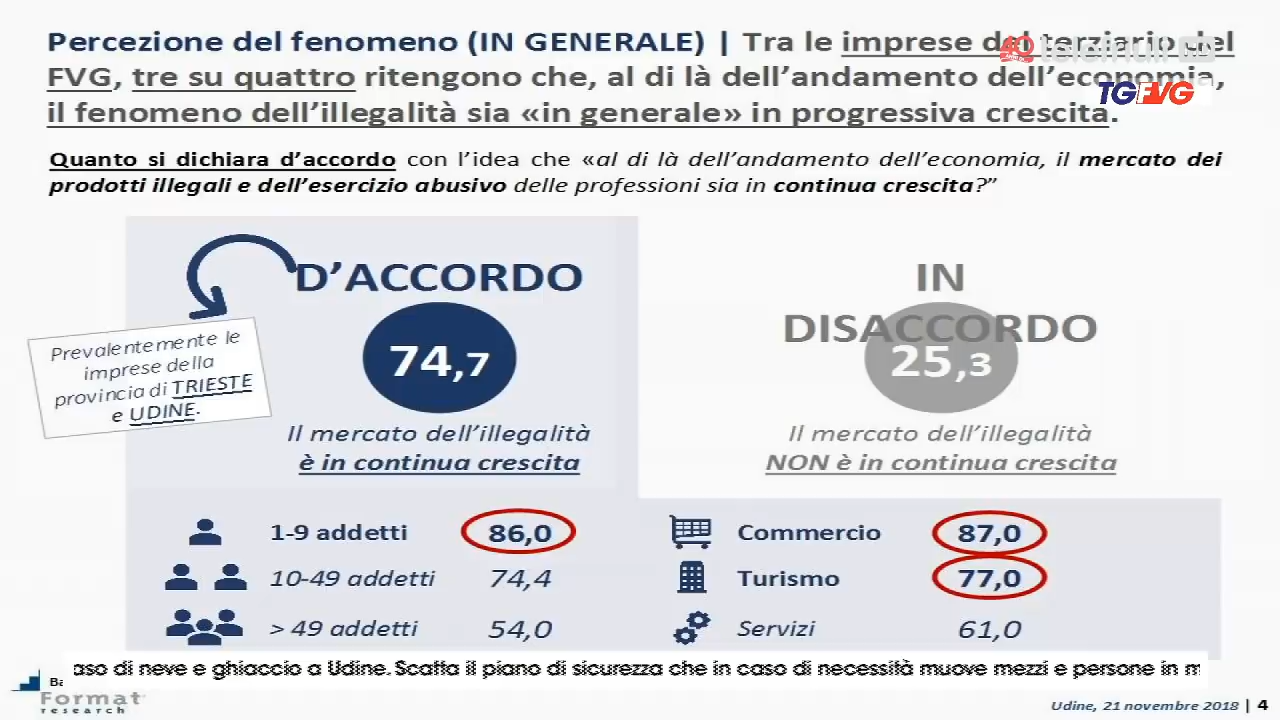 Percezione del fenomeno (IN GENERALE) | Tra le imprese del terziario del
FVG, tre su quattro ritengono che, al di là dell'andamento dell'economia,
il fenomeno dell'illegalità sia «in generale» in progressiva crescita.
telefriuli
TGFVG
Quanto si dichiara d'accordo con l'idea che «al di là dell'andamento dell'economia, il mercato dei
prodotti illegali e dell'esercizio abusivo delle professioni sia in continua crescita?”
D'ACCORDO
74,7
Prevalentemente le
imprese della
provincia di TRIESTE
e UDINE.
Il mercato dell'illegalità
è in continua crescita
IN
DISACCORDO
25,3
Il mercato dell'illegalità
NON è in continua crescita
1-9 addetti 86,0
10-49 addetti 74,4
> 49 addetti 54,0
Commercio 87,0
Turismo 77,0
Servizi 61,0
aso di neve e ghiaccio a Udine. Scatta il piano di sicurezza che in caso di necessità muove mezzi e persone in m
Ba
Format
research
Udine, 21 novembre 2018 | 4